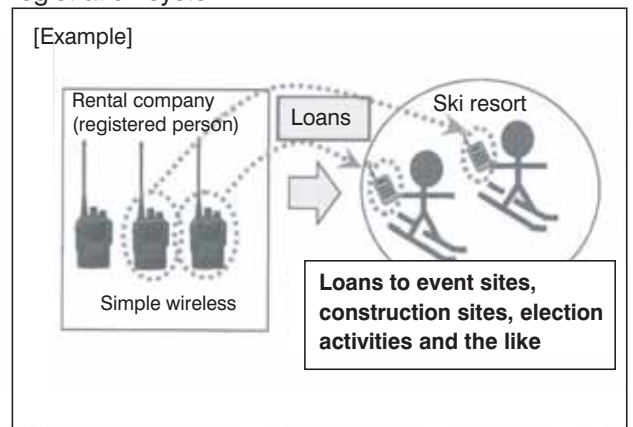 [Example]
Rental company
(registered person)
Loans
Ski resort
Simple wireless
Loans to event sites,
construction sites, election
activities and the like